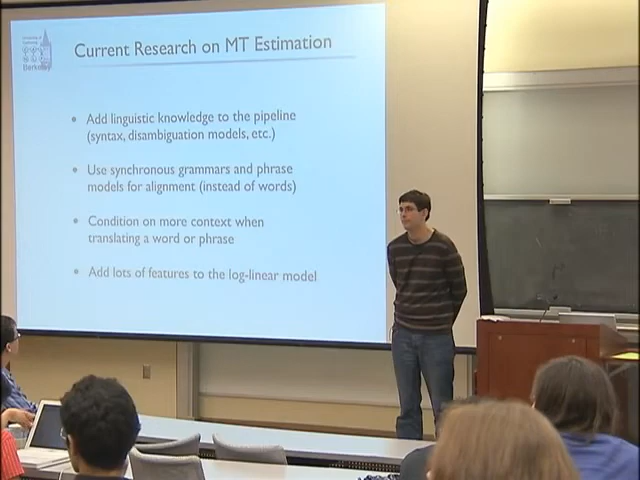 Current Research on MT Estimation
• Add linguistic knowledge to the pipeline
(syntax, disambiguation models, etc.)
• Use synchronous grammars and phrase
models for alignment (instead of words)
• Condition on more context when
translating a word or phrase
• Add lots of features to the log-linear model